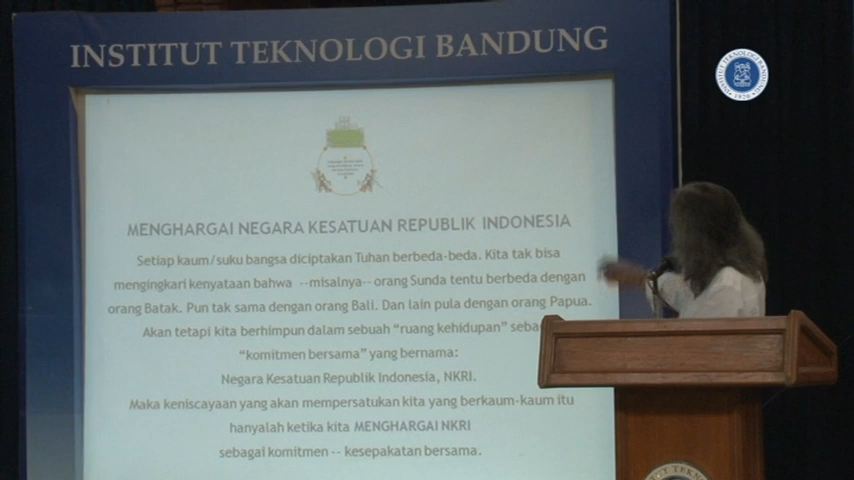 INSTITUT TEKNOLOGI BANDUNG
INSTITUT TEKNOLOGI BANDUNG
1920
MENGHARGAI NEGARA KESATUAN REPUBLIK INDONESIA
Setiap kaum/suku bangsa diciptakan Tuhan berbeda-beda. Kita tak bisa
mengingkari kenyataan bahwa --misalnya-- orang Sunda tentu berbeda dengan
orang Batak. Pun tak sama dengan orang Bali. Dan lain pula dengan orang Papua.
Akan tetapi kita berhimpun dalam sebuah “ruang kehidupan”
“komitmen bersama” yang bernama:
Negara Kesatuan Republik Indonesia, NKRI.
Maka keniscayaan yang akan mempersatukan kita yang berkaum-kaum itu
hanyalah ketika kita MENGHARGAI NKRI
sebagai komitmen -- kesepakatan bersama.